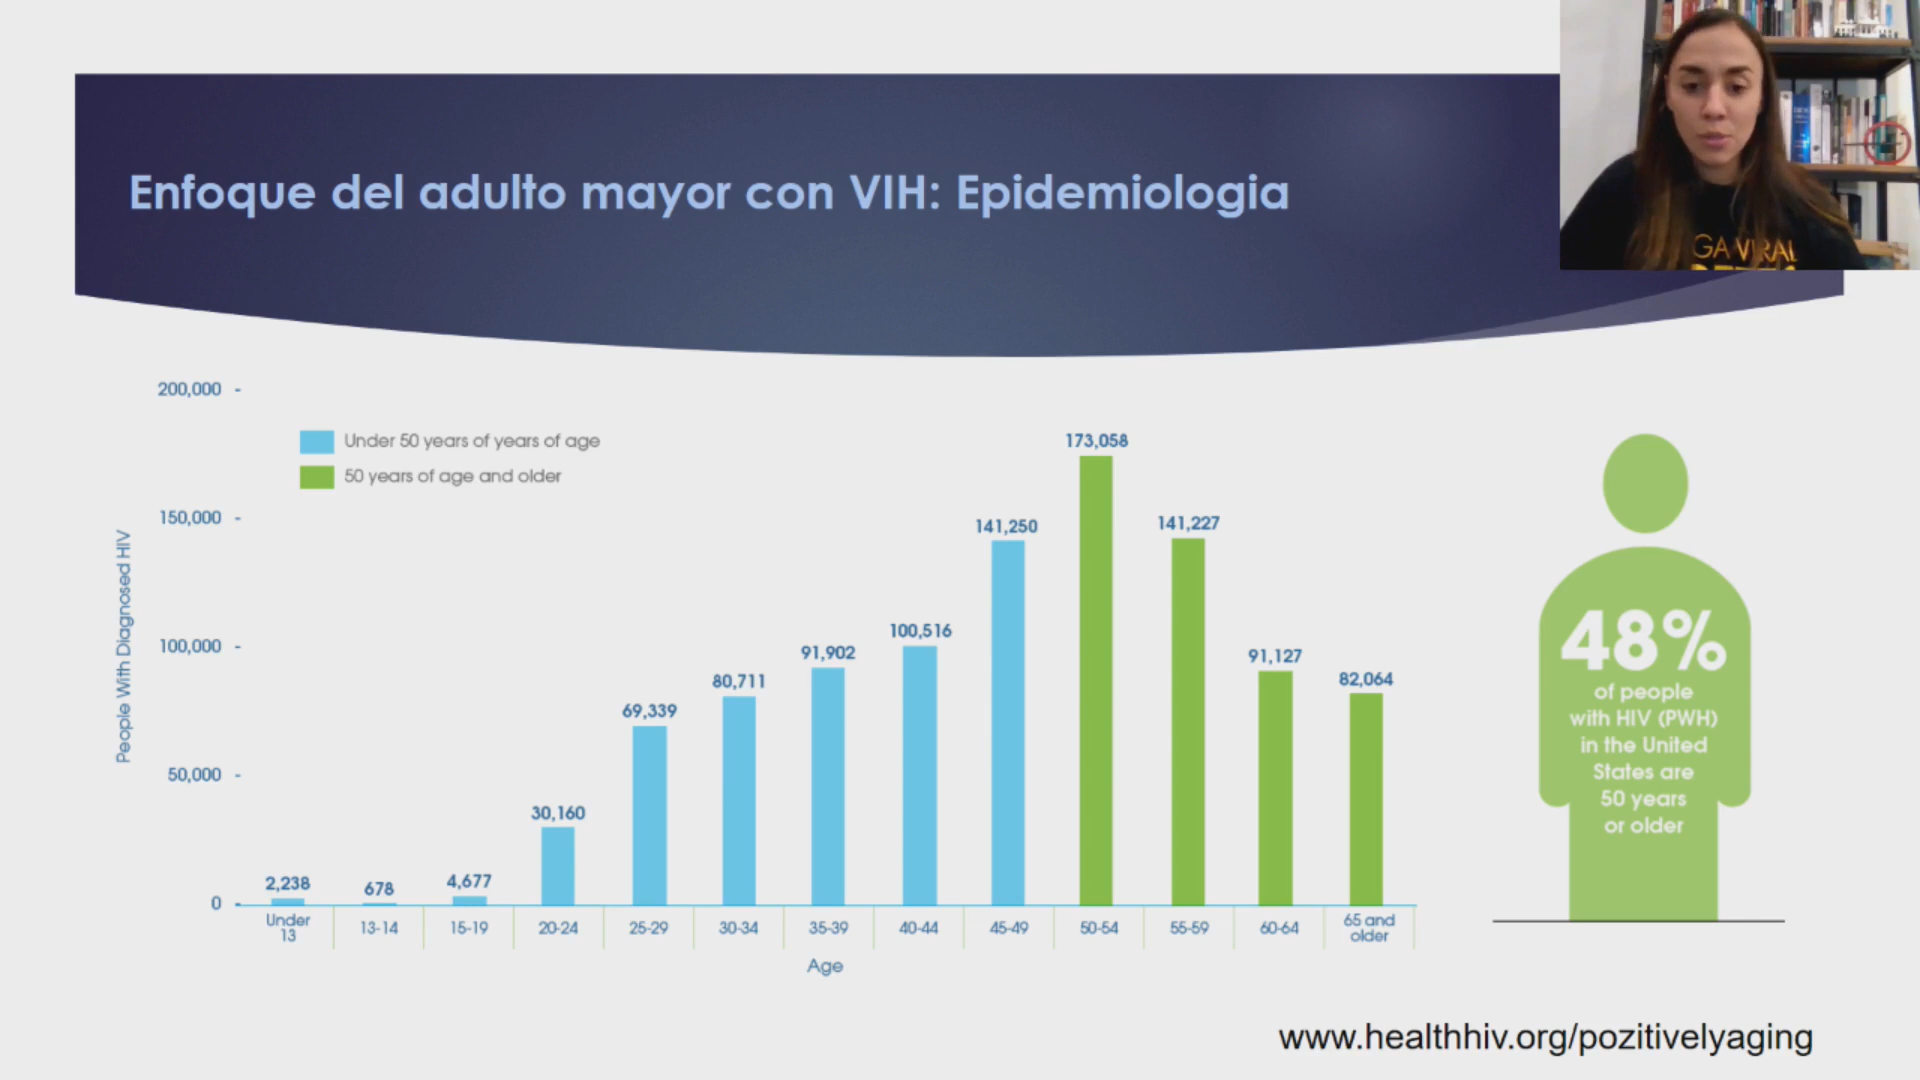 Enfoque del adulto mayor con VIH: Epidemiologia
GA VIRAL
200,000
150,000
100,000
50,000
0
People With Diagnosed HIV
Under 50 years of years of age
50 years of age and older
2,238
678
4,677
30,160
69,339
80,711
91,902
100,516
141,250
173,058
141,227
91,127
82,064
Under
13
13-14
15-19
20-24
25-29
30-34
35-39
40-44
45-49
50-54
55-59
60-64
65 and
older
Age
48%
of people
with HIV (PWH)
in the United
States are
50 years
or older
www.healthhiv.org/pozitivelyaging